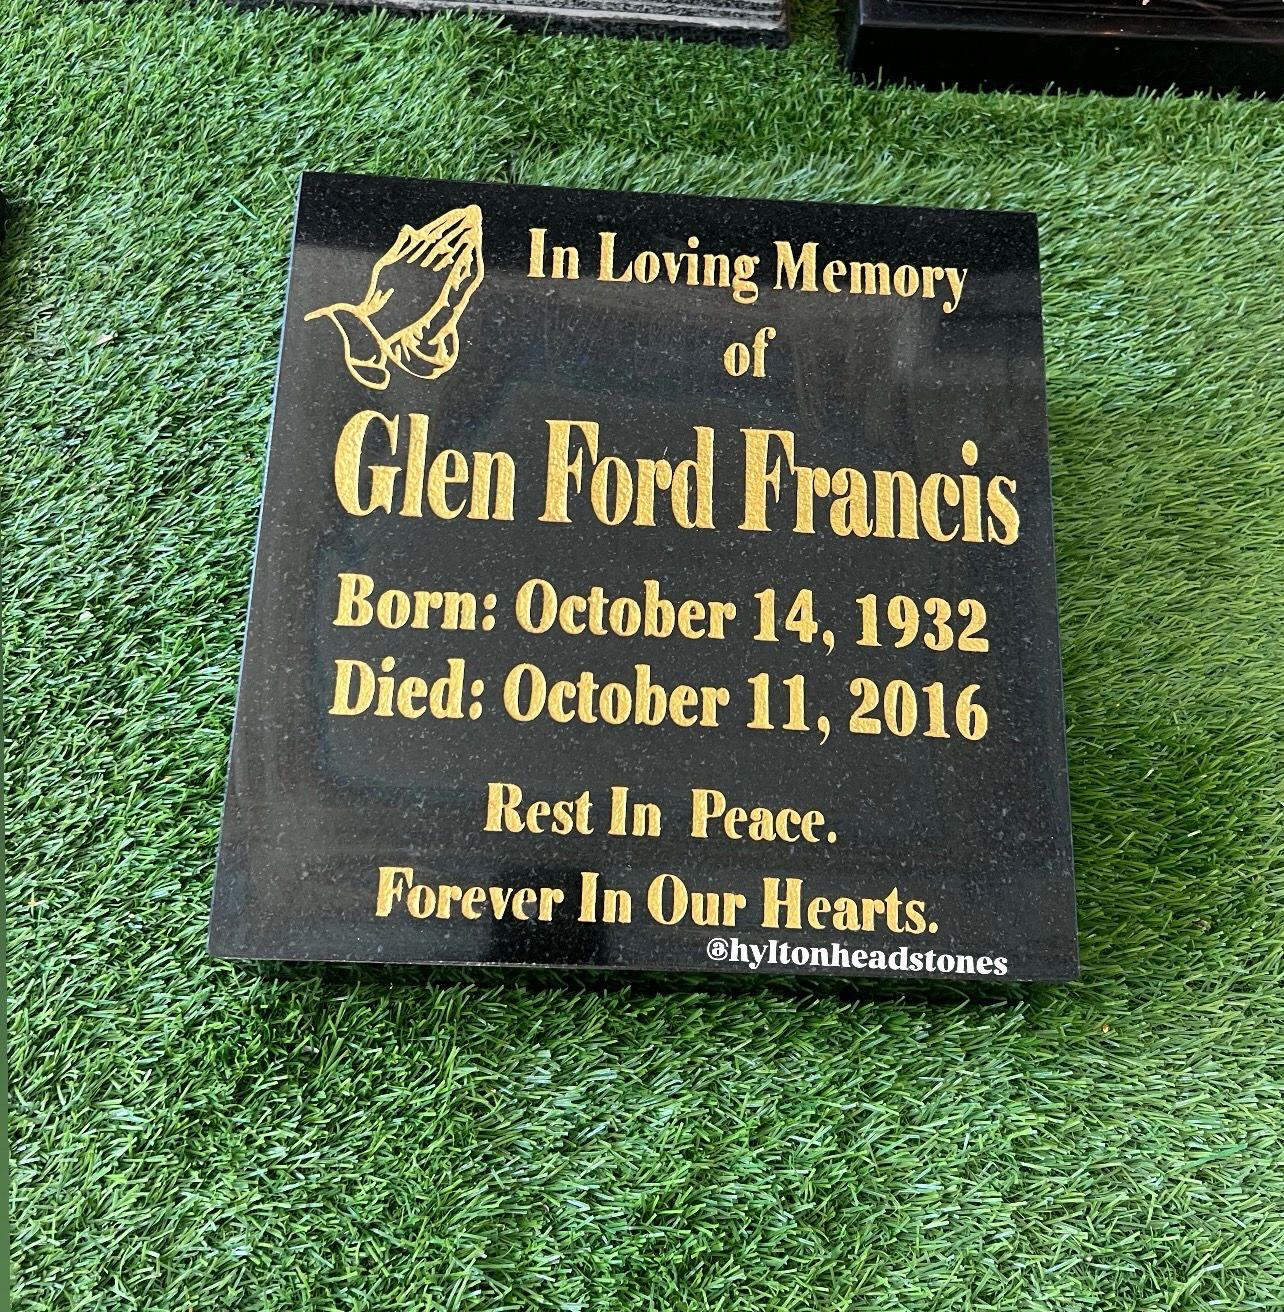 In Loving Memory
of
Glen Ford Francis
Born: October 14, 1932
Died: October 11, 2016
Rest In Peace.
Forever In Our Hearts.
@hyltonheadstones